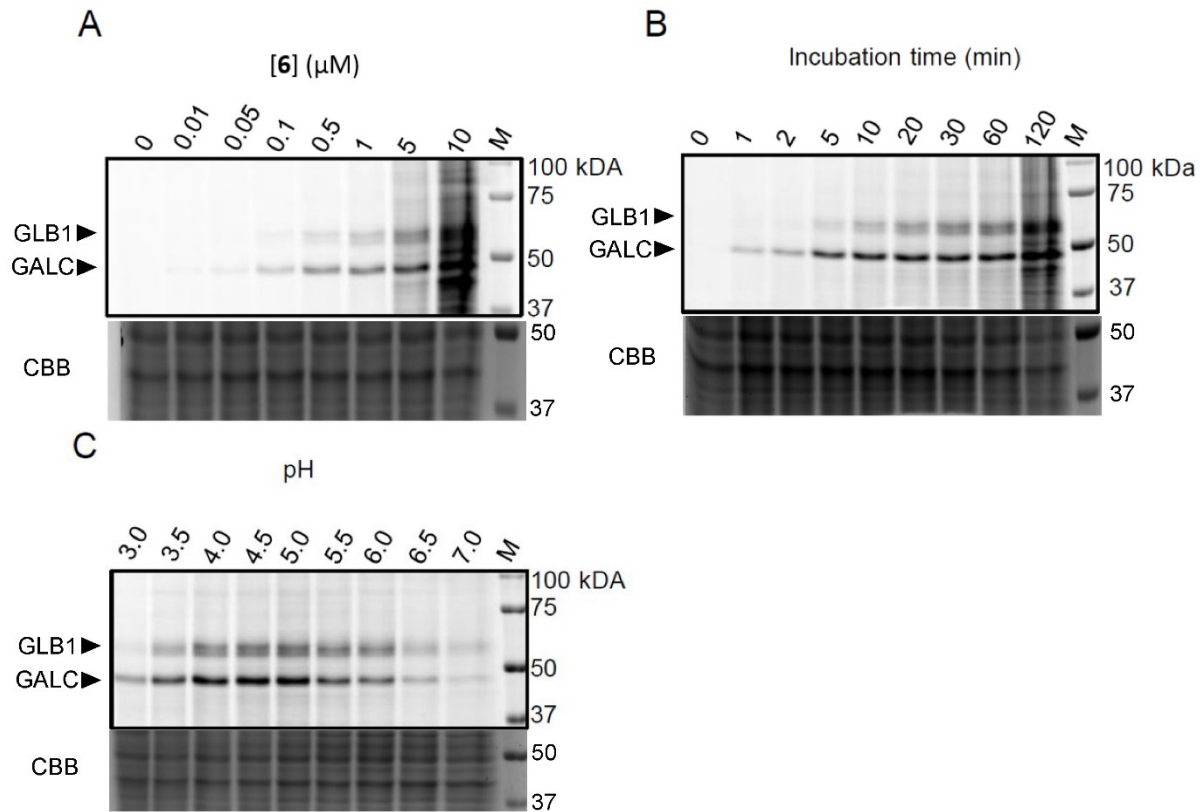 A
[6] (µM)
0 0.01 0.05 0.1 0.5 1 5 10 M
100 kDA
75
GLB1
50
GALC
37
50
CBB
37
B
Incubation time (min)
0 1 2 5 10 20 30 60 120 M
100 kDa
75
GLB1
50
GALC
37
50
CBB
37
C
pH
3.0 3.5 4.0 4.5 5.0 5.5 6.0 6.5 7.0 M
100 kDA
75
GLB1
50
GALC
37
50
CBB
37